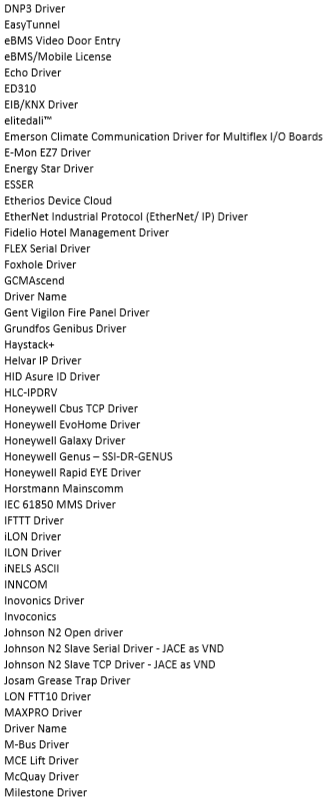 DNP3 Driver
EasyTunnel
eBMS Video Door Entry
eBMS/Mobile License
Echo Driver
ED310
EIB/KNX Driver
elitedali™
Emerson Climate Communication Driver for Multiflex I/O Boards
E-Mon EZ7 Driver
Energy Star Driver
ESSER
Etherios Device Cloud
EtherNet Industrial Protocol (EtherNet/ IP) Driver
Fidelio Hotel Management Driver
FLEX Serial Driver
Foxhole Driver
GCMAscend
Driver Name
Gent Vigilon Fire Panel Driver
Grundfos Genibus Driver
Haystack+
Helvar IP Driver
HID Asure ID Driver
HLC-IPDRV
Honeywell Cbus TCP Driver
Honeywell EvoHome Driver
Honeywell Galaxy Driver
Honeywell Genus – SSI-DR-GENUS
Honeywell Rapid EYE Driver
Horstmann Mainscomm
IEC 61850 MMS Driver
IFTTT Driver
iLON Driver
ILON Driver
iNELS ASCII
INNCOM
Inovonics Driver
Invoconics
Johnson N2 Open driver
Johnson N2 Slave Serial Driver - JACE as VND
Johnson N2 Slave TCP Driver - JACE as VND
Josam Grease Trap Driver
LON FTT10 Driver
MAXPRO Driver
Driver Name
M-Bus Driver
MCE Lift Driver
McQuay Driver
Milestone Driver